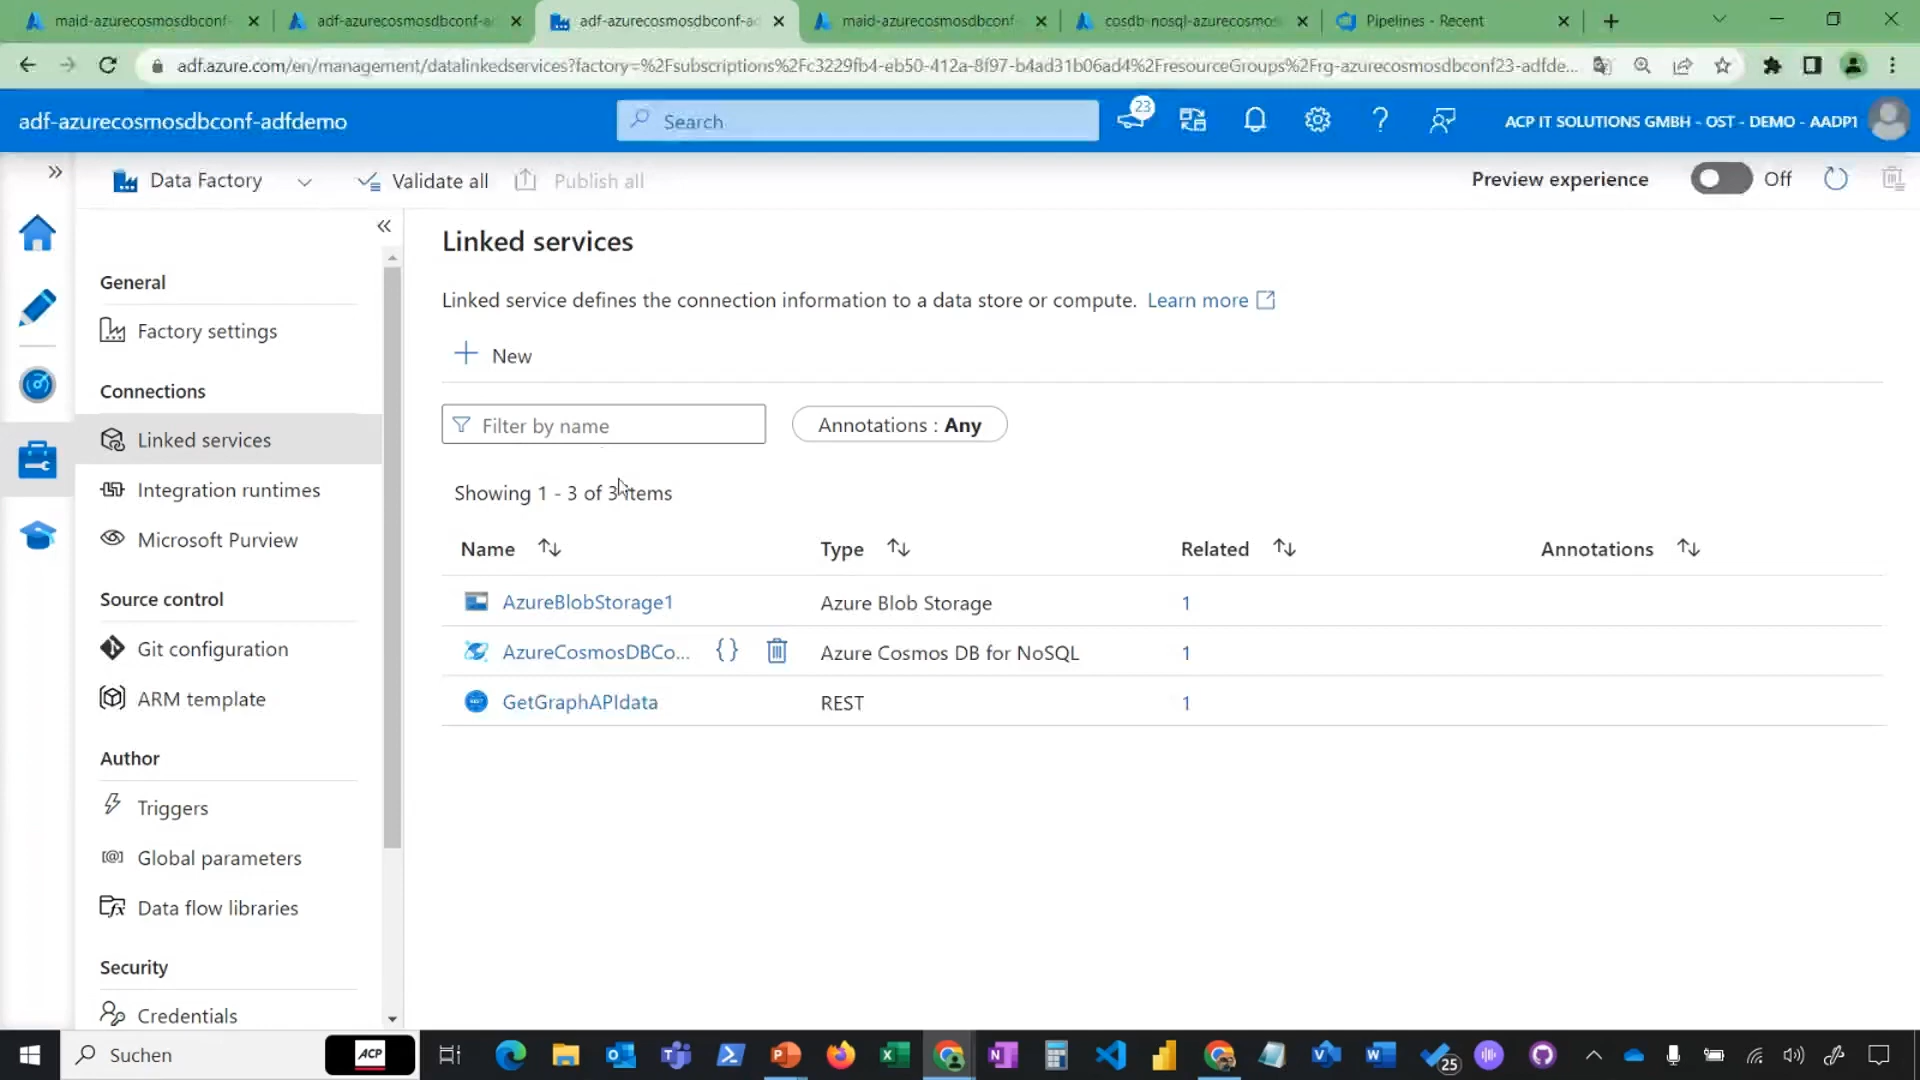 maid-azurecosmosdbconf-
adf-azurecosmosdbconf-a
adf-azurecosmosdbconf-a
maid-azurecosmosdbconf
cosdb-nosql-azurecosmo
Pipelines - Recent
adf.azure.com/en/management/datalinkedservices?factory=%2Fsubscriptions%2Fc3229fb4-eb50-412a-8f97-b4ad31b06ad4%2FresourceGroups%2Frg-azurecosmosdbconf23-adfde...
adf-azurecosmosdbconf-adfdemo
Search
23
ACP IT SOLUTIONS GMBH - OST - DEMO - AADP1
Data Factory
Validate all
Publish all
Preview experience
Off
General
Factory settings
Connections
Linked services
Integration runtimes
Microsoft Purview
Source control
Git configuration
ARM template
Author
Triggers
Global parameters
Data flow libraries
Security
Credentials
Linked services
Linked service defines the connection information to a data store or compute. Learn more
New
Filter by name
Annotations : Any
Showing 1 - 3 of 3 items
Name Type Related Annotations
AzureBlobStorage1 Azure Blob Storage 1
AzureCosmosDBCo... {} Azure Cosmos DB for NoSQL 1
GetGraphAPIdata REST 1
Suchen
ACP
25